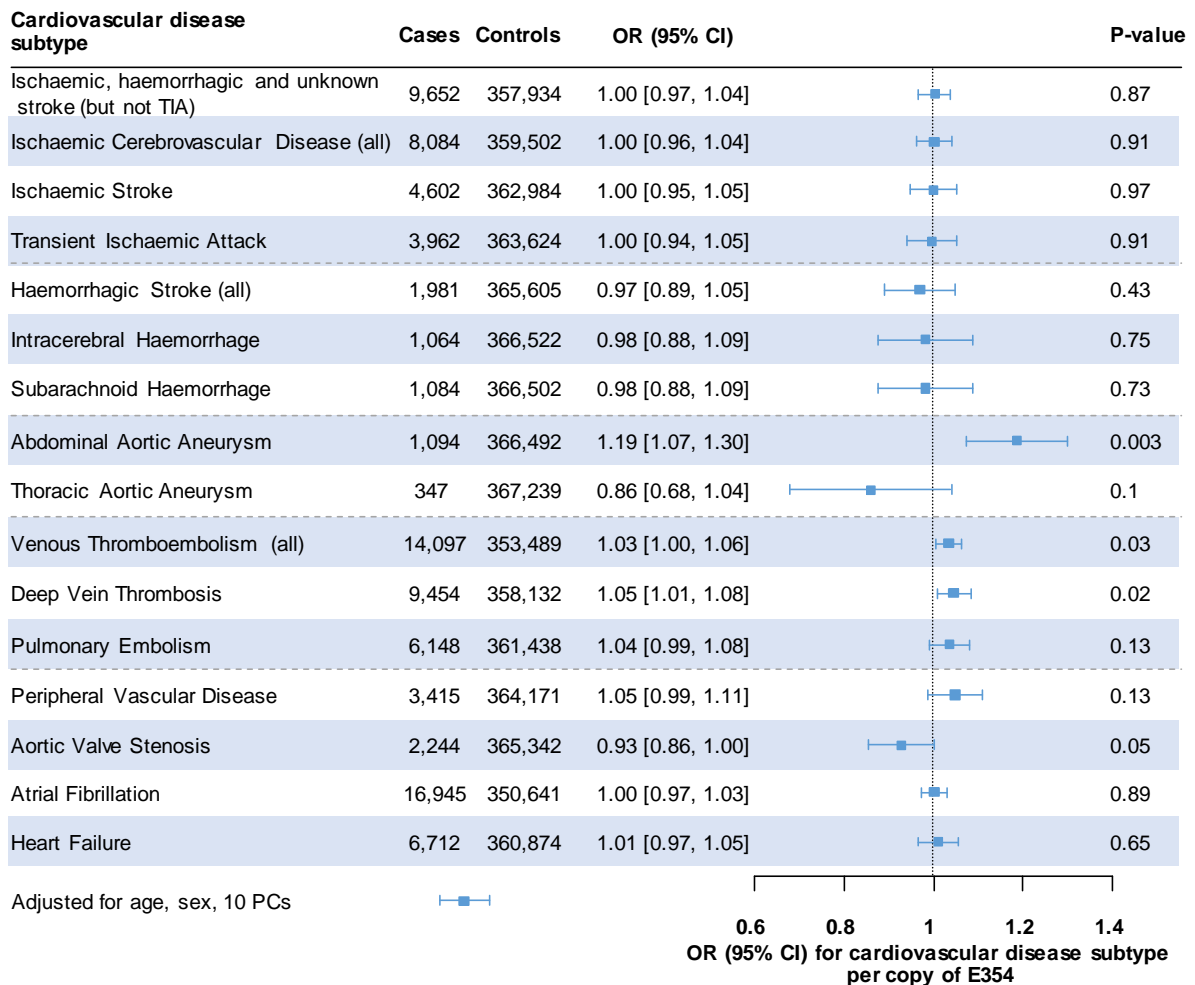 Cardiovascular disease
subtype Cases Controls OR (95% CI) P-value
Ischaemic, haemorrhagic and unknown
stroke (but not TIA) 9,652 357,934 1.00 [0.97, 1.04] 0.87
Ischaemic Cerebrovascular Disease (all) 8,084 359,502 1.00 [0.96, 1.04] 0.91
Ischaemic Stroke 4,602 362,984 1.00 [0.95, 1.05] 0.97
Transient Ischaemic Attack 3,962 363,624 1.00 [0.94, 1.05] 0.91
Haemorrhagic Stroke (all) 1,981 365,605 0.97 [0.89, 1.05] 0.43
Intracerebral Haemorrhage 1,064 366,522 0.98 [0.88, 1.09] 0.75
Subarachnoid Haemorrhage 1,084 366,502 0.98 [0.88, 1.09] 0.73
Abdominal Aortic Aneurysm 1,094 366,492 1.19 [1.07, 1.30] 0.003
Thoracic Aortic Aneurysm 347 367,239 0.86 [0.68, 1.04] 0.1
Venous Thromboembolism (all) 14,097 353,489 1.03 [1.00, 1.06] 0.03
Deep Vein Thrombosis 9,454 358,132 1.05 [1.01, 1.08] 0.02
Pulmonary Embolism 6,148 361,438 1.04 [0.99, 1.08] 0.13
Peripheral Vascular Disease 3,415 364,171 1.05 [0.99, 1.11] 0.13
Aortic Valve Stenosis 2,244 365,342 0.93 [0.86, 1.00] 0.05
Atrial Fibrillation 16,945 350,641 1.00 [0.97, 1.03] 0.89
Heart Failure 6,712 360,874 1.01 [0.97, 1.05] 0.65
Adjusted for age, sex, 10 PCs
0.6 0.8 1 1.2 1.4
OR (95% CI) for cardiovascular disease subtype
per copy of E354